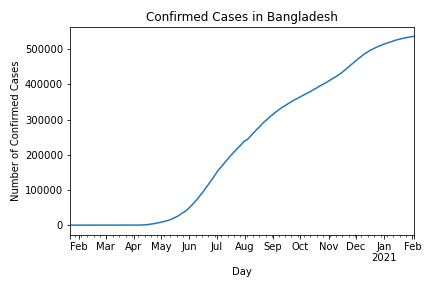 Confirmed Cases in Bangladesh
Number of Confirmed Cases
500000
400000
300000
200000
100000
0
Feb Mar Apr May Jun Jul Aug Sep Oct Nov Dec Jan Feb
2021
Day